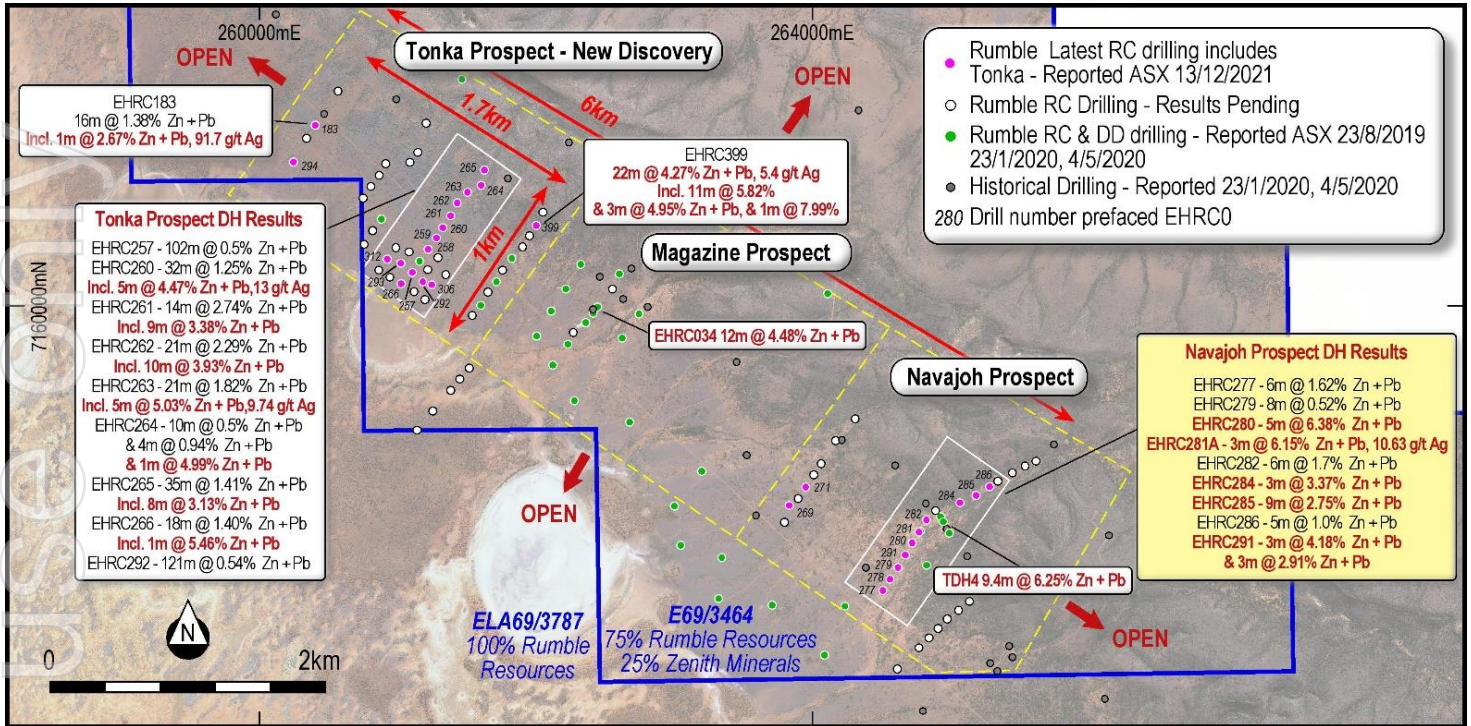 260000mE
264000mE
7160000mN
OPEN
Tonka Prospect - New Discovery
OPEN
1.7km
6km
1km
Rumble Latest RC drilling includes
Tonka - Reported ASX 13/12/2021
Rumble RC Drilling - Results Pending
Rumble RC & DD drilling - Reported ASX 23/8/2019
23/1/2020, 4/5/2020
Historical Drilling - Reported 23/1/2020, 4/5/2020
280 Drill number prefaced EHRC0
EHRC183
16m @ 1.38% Zn + Pb
Incl. 1m @ 2.67% Zn + Pb, 91.7 g/t Ag
183
294
EHRC399
22m @ 4.27% Zn + Pb, 5.4 g/t Ag
Incl. 11m @ 5.82%
& 3m @ 4.95% Zn + Pb, & 1m @ 7.99%
265
264
263
262
261
260
259
258
312
293
266
257
292
306
399
Tonka Prospect DH Results
EHRC257 - 102m @ 0.5% Zn + Pb
EHRC260 - 32m @ 1.25% Zn + Pb
Incl. 5m @ 4.47% Zn + Pb,13 g/t Ag
EHRC261 - 14m @ 2.74% Zn + Pb
Incl. 9m @ 3.38% Zn + Pb
EHRC262 - 21m @ 2.29% Zn + Pb
Incl. 10m @ 3.93% Zn + Pb
EHRC263 - 21m @ 1.82% Zn + Pb
Incl. 5m @ 5.03% Zn + Pb,9.74 g/t Ag
EHRC264 - 10m @ 0.5% Zn + Pb
& 4m @ 0.94% Zn + Pb
& 1m @ 4.99% Zn + Pb
EHRC265 - 35m @ 1.41% Zn + Pb
Incl. 8m @ 3.13% Zn + Pb
EHRC266 - 18m @ 1.40% Zn + Pb
Incl. 1m @ 5.46% Zn + Pb
EHRC292 - 121m @ 0.54% Zn + Pb
Magazine Prospect
EHRC034 12m @ 4.48% Zn + Pb
Navajoh Prospect
Navajoh Prospect DH Results
EHRC277 - 6m @ 1.62% Zn + Pb
EHRC279 - 8m @ 0.52% Zn + Pb
EHRC280 - 5m @ 6.38% Zn + Pb
EHRC281A - 3m @ 6.15% Zn + Pb, 10.63 g/t Ag
EHRC282 - 6m @ 1.7% Zn + Pb
EHRC284 - 3m @ 3.37% Zn + Pb
EHRC285 - 9m @ 2.75% Zn + Pb
EHRC286 - 5m @ 1.0% Zn + Pb
EHRC291 - 3m @ 4.18% Zn + Pb
& 3m @ 2.91% Zn + Pb
271
269
286
285
284
282
281
280
291
279
278
277
TDH4 9.4m @ 6.25% Zn + Pb
OPEN
OPEN
ELA69/3787
100% Rumble
Resources
E69/3464
75% Rumble Resources
25% Zenith Minerals
N
0
2km
use only